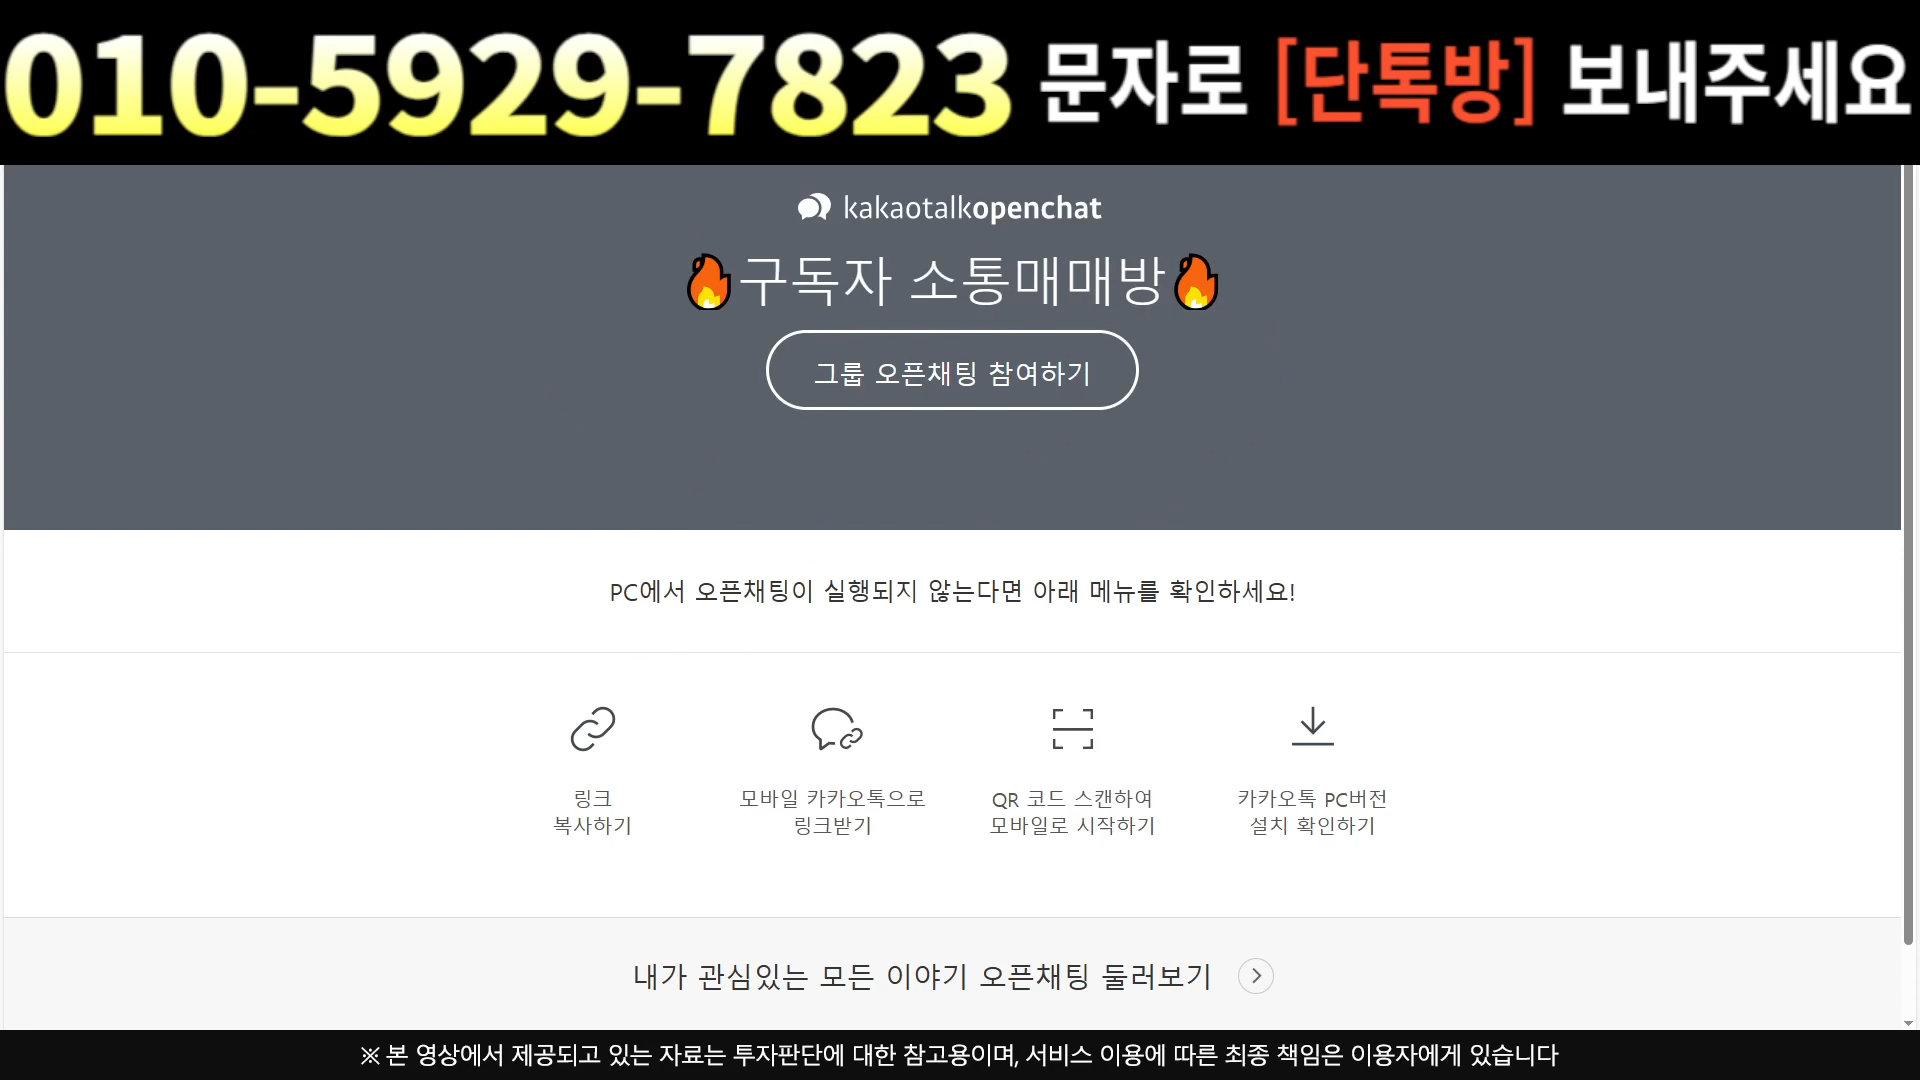 010-5929-7823 문자로 [단톡방] 보내주세요
kakaotalkopenchat
🔥구독자 소통매매방🔥
그룹 오픈채팅 참여하기
PC에서 오픈채팅이 실행되지 않는다면 아래 메뉴를 확인하세요!
링크
복사하기
모바일 카카오톡으로
링크받기
QR 코드 스캔하여
모바일로 시작하기
카카오톡 PC버전
설치 확인하기
내가 관심있는 모든 이야기 오픈채팅 둘러보기
※ 본 영상에서 제공되고 있는 자료는 투자판단에 대한 참고용이며, 서비스 이용에 따른 최종 책임은 이용자에게 있습니다